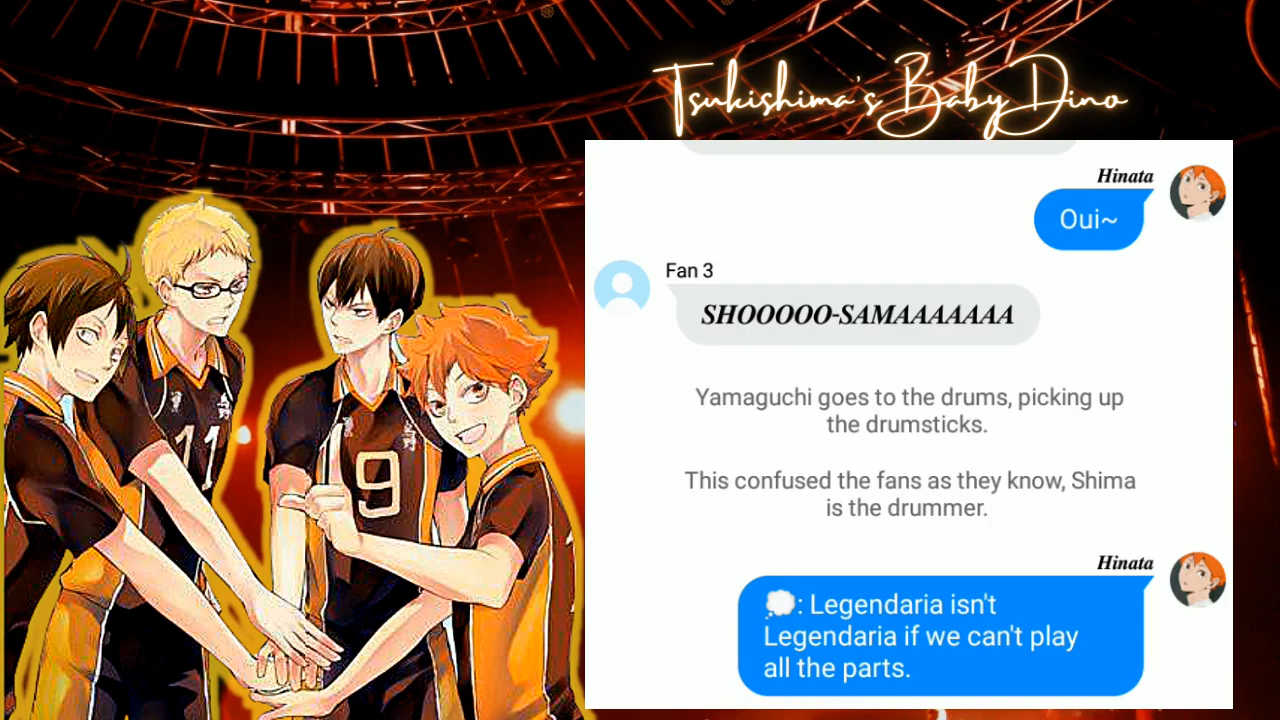 Tsukishima's Baby Dino
Hinata
Oui~
Fan 3
SHOOOOO-SAMAAAAAAA
Yamaguchi goes to the drums, picking up
the drumsticks.
This confused the fans as they know, Shima
is the drummer.
Hinata
💭: Legendaria isn't
Legendaria if we can't play
all the parts.
11
9